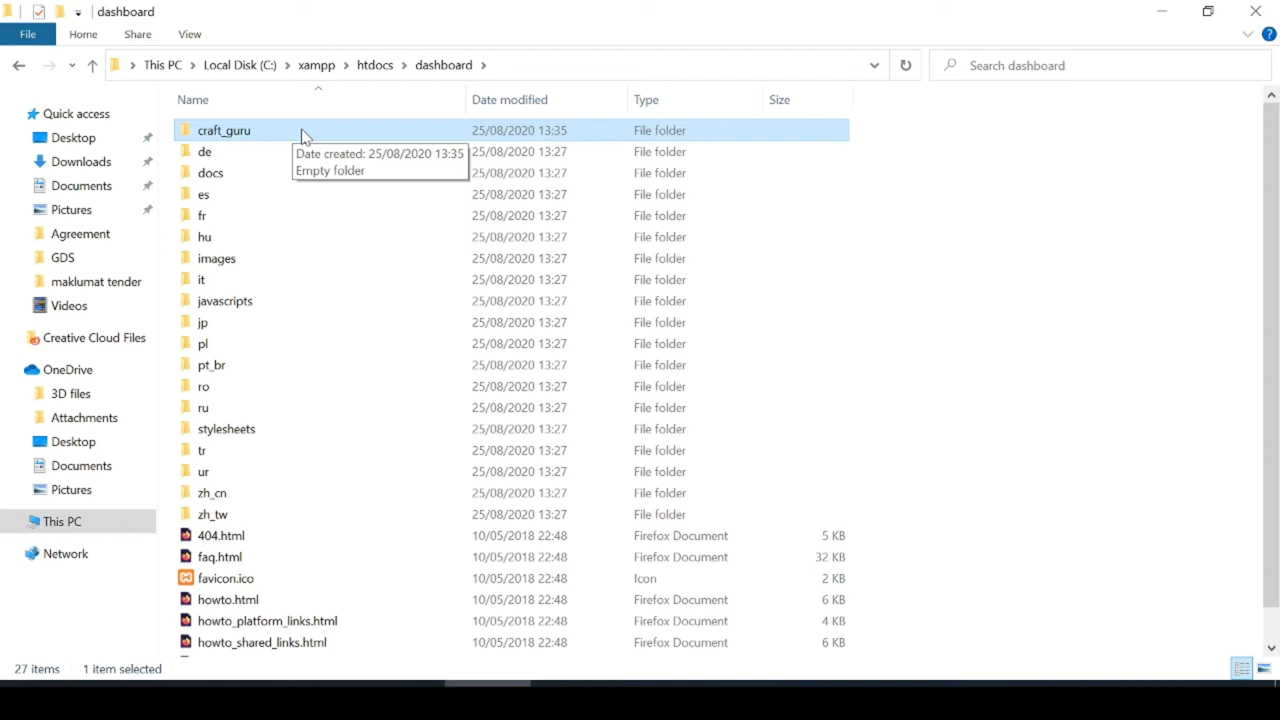 dashboard
File Home Share View
This PC Local Disk (C:) xampp htdocs dashboard
Search dashboard
Name Date modified Type Size
Quick access
Desktop
Downloads
Documents
Pictures
Agreement
GDS
maklumat tender
Videos
Creative Cloud Files
OneDrive
3D files
Attachments
Desktop
Documents
Pictures
This PC
Network
craft_guru 25/08/2020 13:35 File folder
Date created: 25/08/2020 13:35
Empty folder
de 25/08/2020 13:27 File folder
docs 25/08/2020 13:27 File folder
es 25/08/2020 13:27 File folder
fr 25/08/2020 13:27 File folder
hu 25/08/2020 13:27 File folder
images 25/08/2020 13:27 File folder
it 25/08/2020 13:27 File folder
javascripts 25/08/2020 13:27 File folder
jp 25/08/2020 13:27 File folder
pl 25/08/2020 13:27 File folder
pt_br 25/08/2020 13:27 File folder
ro 25/08/2020 13:27 File folder
ru 25/08/2020 13:27 File folder
stylesheets 25/08/2020 13:27 File folder
tr 25/08/2020 13:27 File folder
ur 25/08/2020 13:27 File folder
zh_cn 25/08/2020 13:27 File folder
zh_tw 25/08/2020 13:27 File folder
404.html 10/05/2018 22:48 Firefox Document 5 KB
faq.html 10/05/2018 22:48 Firefox Document 32 KB
favicon.ico 10/05/2018 22:48 Icon 2 KB
howto.html 10/05/2018 22:48 Firefox Document 6 KB
howto_platform_links.html 10/05/2018 22:48 Firefox Document 4 KB
howto_shared_links.html 10/05/2018 22:48 Firefox Document 6 KB
27 items 1 item selected